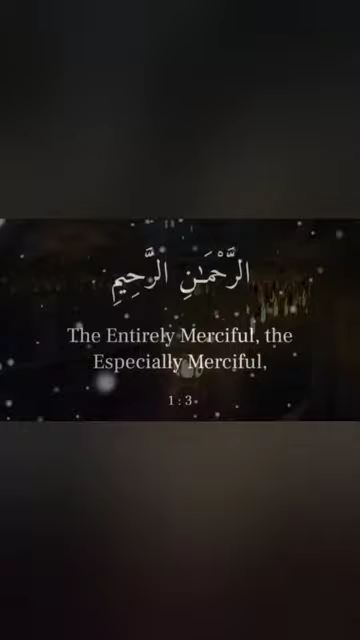 الرَّحْمَـٰنِ الرَّحِيمِ
The Entirely Merciful, the
Especially Merciful,
1 : 3